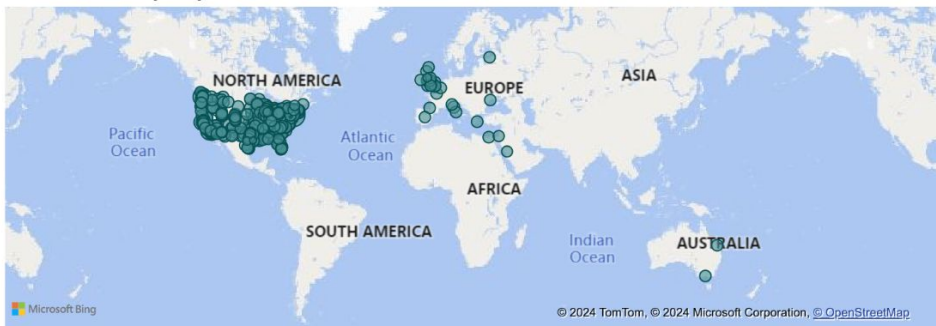 NORTH AMERICA
EUROPE
ASIA
Pacific
Ocean
Atlantic
Ocean
AFRICA
SOUTH AMERICA
Indian
Ocean
AUSTRALIA
Microsoft Bing
© 2024 TomTom, © 2024 Microsoft Corporation, © OpenStreetMap